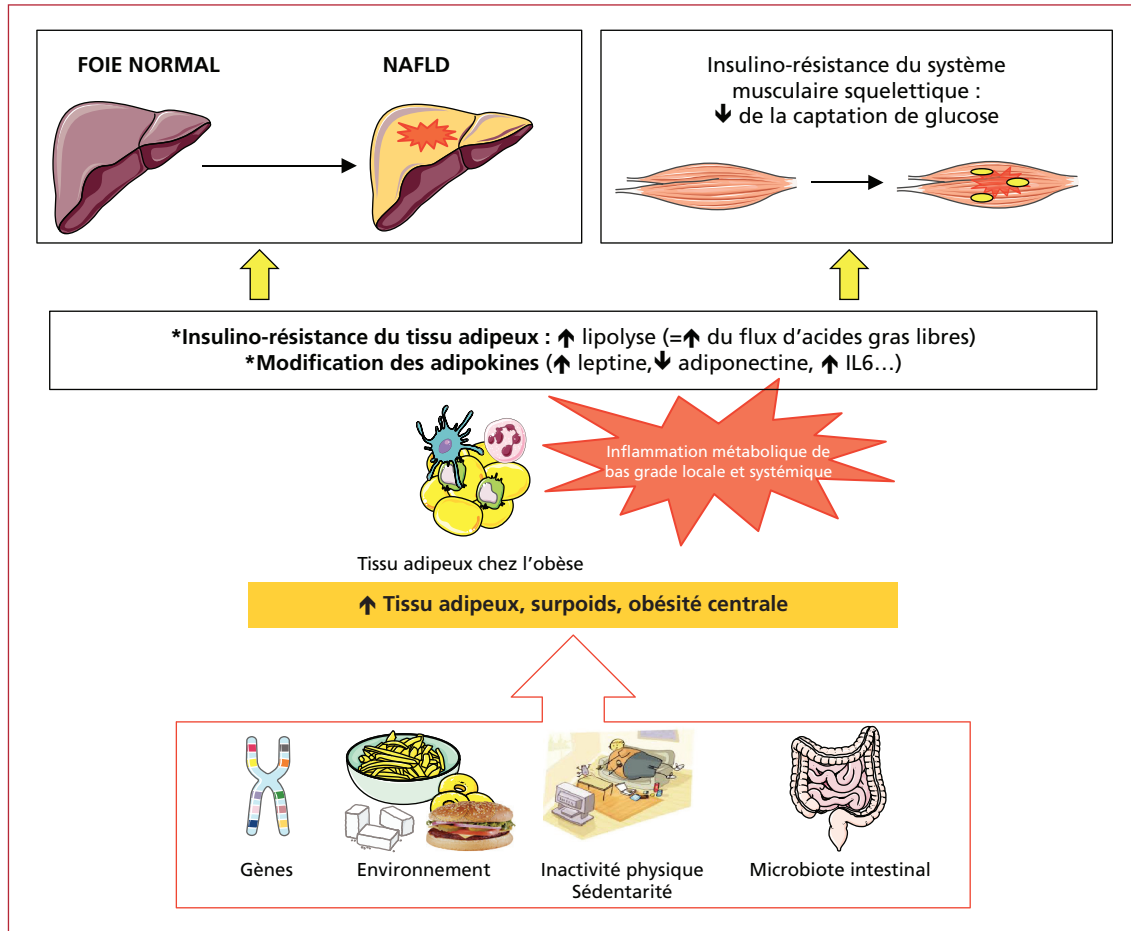 FOIE NORMAL
NAFLD
Insulino-résistance du système
musculaire squelettique :
🡻 de la captation de glucose
*Insulino-résistance du tissu adipeux : 🡹 lipolyse (=🡹 du flux d’acides gras libres)
*Modification des adipokines (🡹 leptine,🡻 adiponectine, 🡹 IL6…)
Inflammation métabolique de
bas grade locale et systémique
Tissu adipeux chez l’obèse
🡹 Tissu adipeux, surpoids, obésité centrale
Gènes
Environnement
Inactivité physique
Sédentarité
Microbiote intestinal